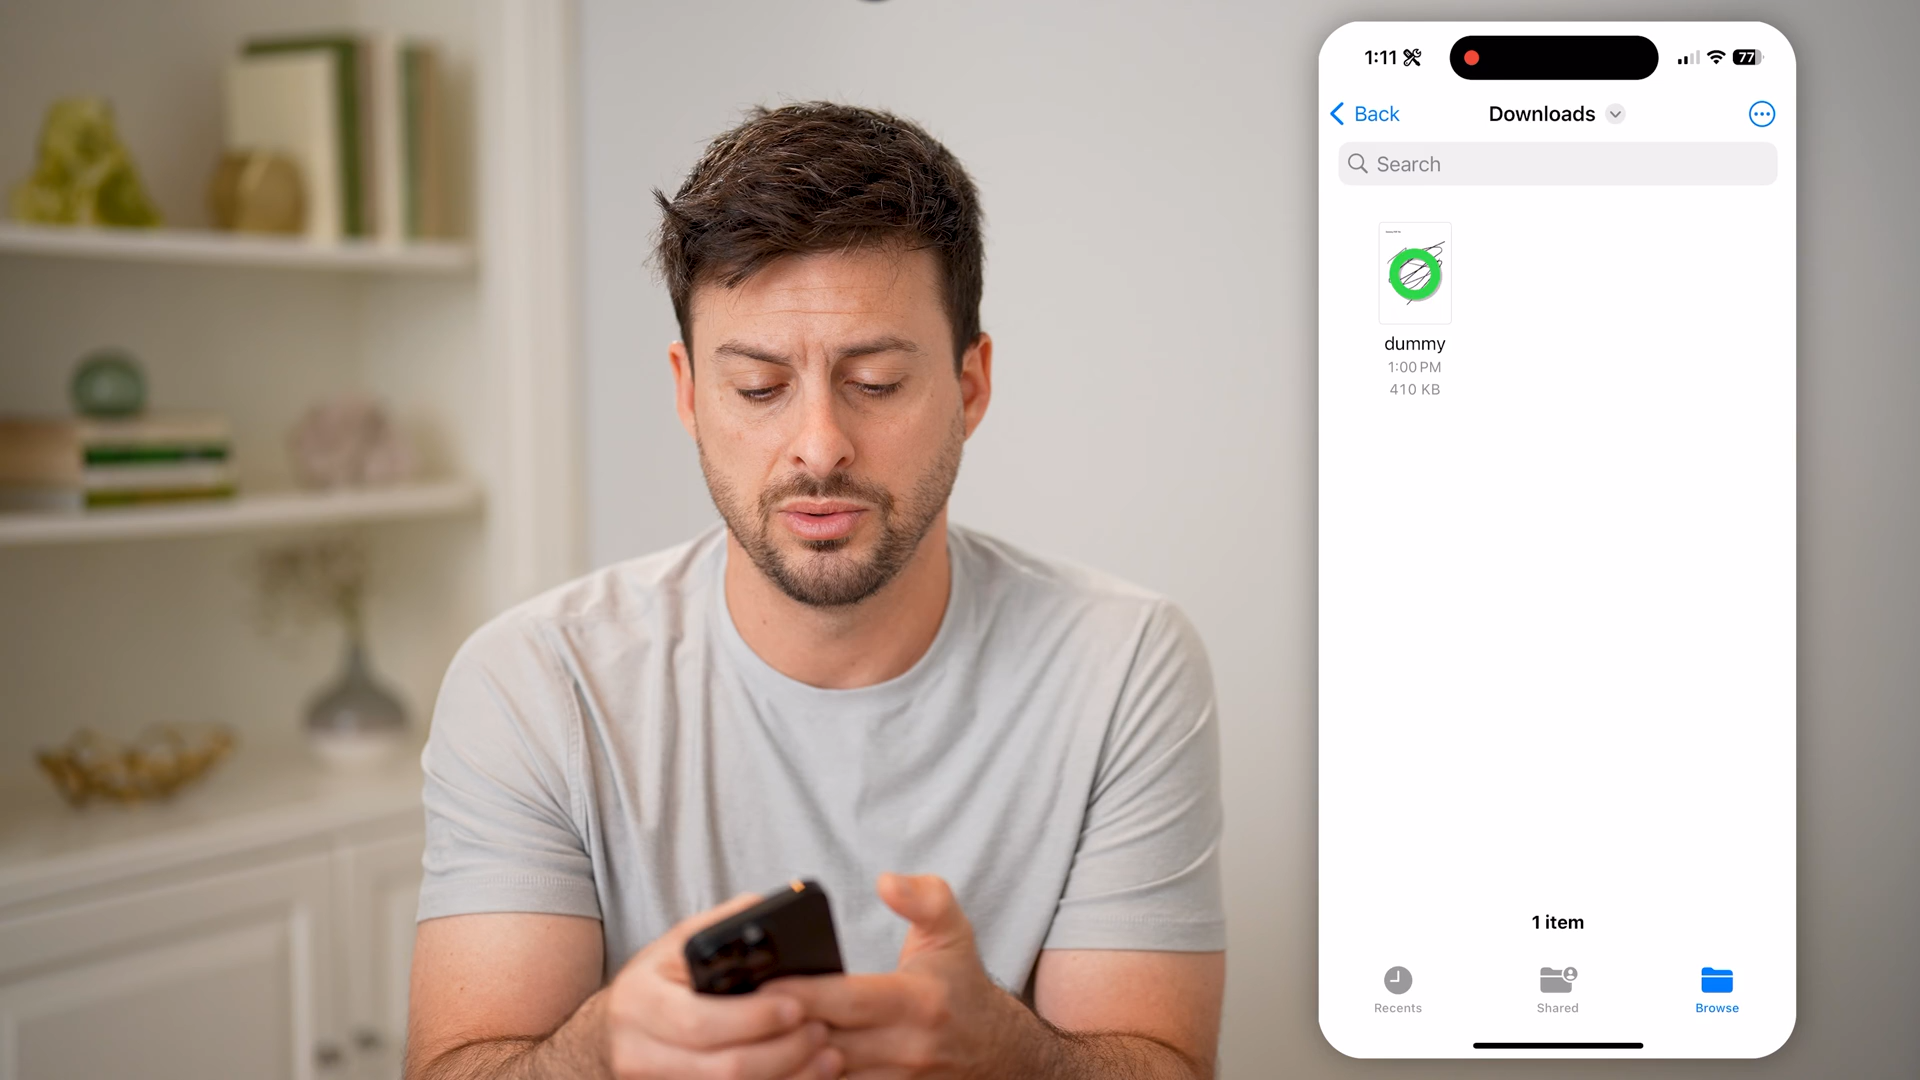 1:11
77
Back
Downloads
Search
dummy
1:00 PM
410 KB
1 item
Recents
Shared
Browse